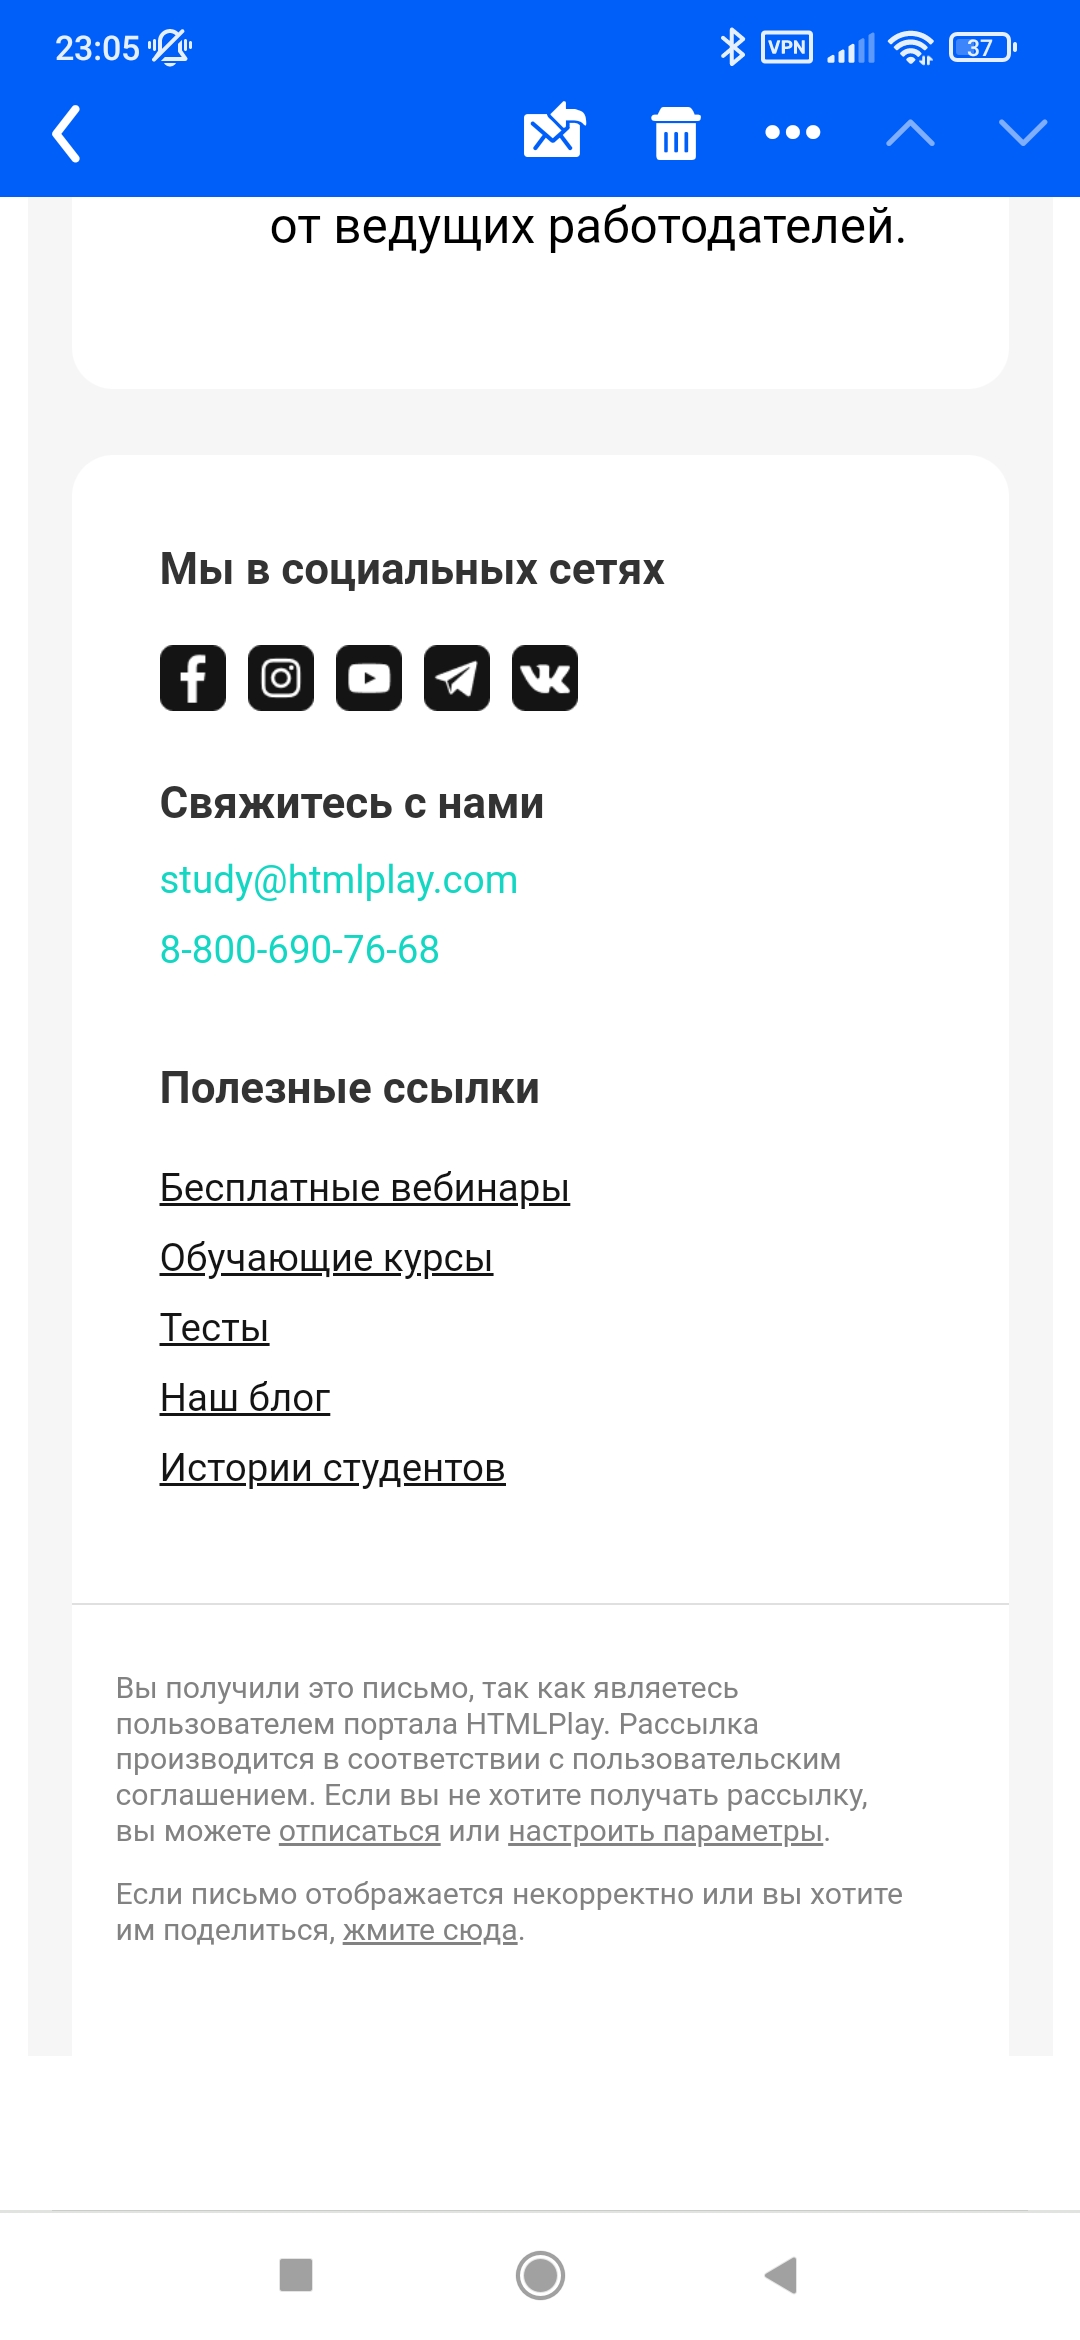 23:05
VPN
37
от ведущих работодателей.
Мы в социальных сетях
Свяжитесь с нами
study@htmlplay.com
8-800-690-76-68
Полезные ссылки
Бесплатные вебинары
Обучающие курсы
Тесты
Наш блог
Истории студентов
Вы получили это письмо, так как являетесь
пользователем портала HTMLPlay. Рассылка
производится в соответствии с пользовательским
соглашением. Если вы не хотите получать рассылку,
вы можете отписаться или настроить параметры.
Если письмо отображается некорректно или вы хотите
им поделиться, жмите сюда.